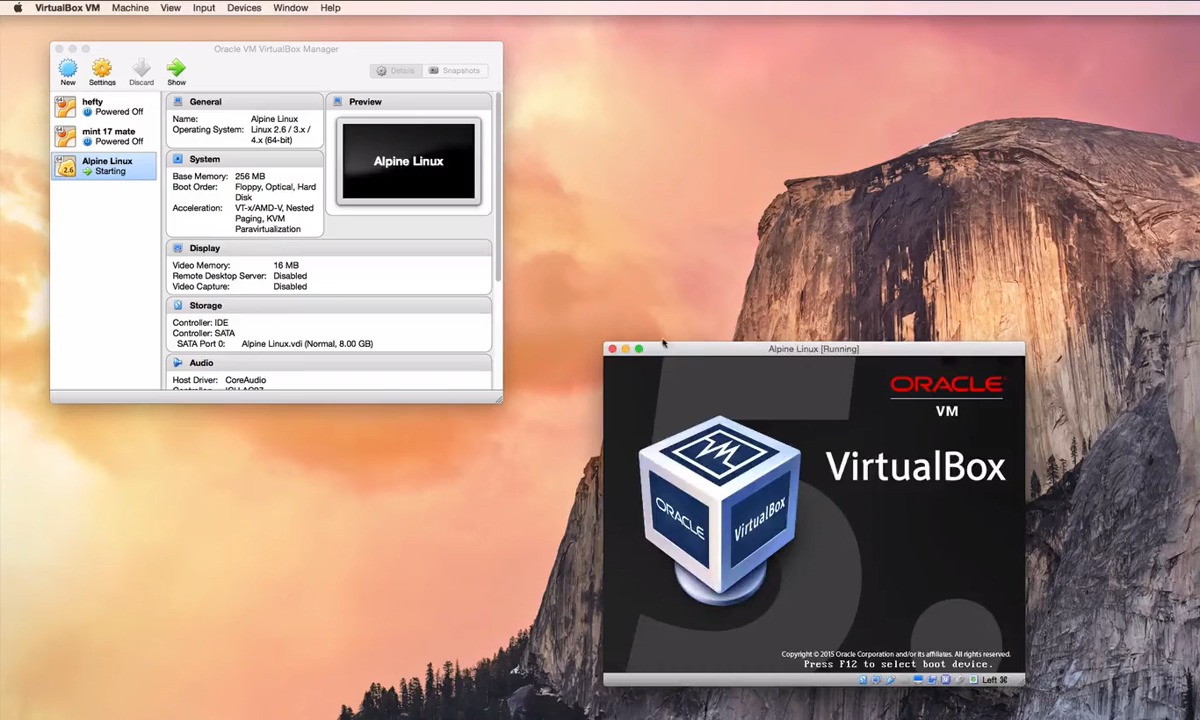 VirtualBox VM Machine View Input Devices Window Help
Oracle VM VirtualBox Manager
New Settings Discard Show
Details Snapshots
64 hefty
Powered Off
64 mint 17 mate
Powered Off
64 2.6 Alpine Linux
Starting
General
Name: Alpine Linux
Operating System: Linux 2.6 / 3.x /
4.x (64-bit)
System
Base Memory: 256 MB
Boot Order: Floppy, Optical, Hard
Disk
Acceleration: VT-x/AMD-V, Nested
Paging, KVM
Paravirtualization
Preview
Alpine Linux
Display
Video Memory: 16 MB
Remote Desktop Server: Disabled
Video Capture: Disabled
Storage
Controller: IDE
Controller: SATA
SATA Port 0: Alpine Linux.vdi (Normal, 8.00 GB)
Audio
Host Driver: CoreAudio
Alpine Linux [Running]
ORACLE
VM
VirtualBox
ORACLE
VirtualBox
5.
Copyright © 2015 Oracle Corporation and/or its affiliates. All rights reserved.
Press F12 to select boot device.
Left ⌘